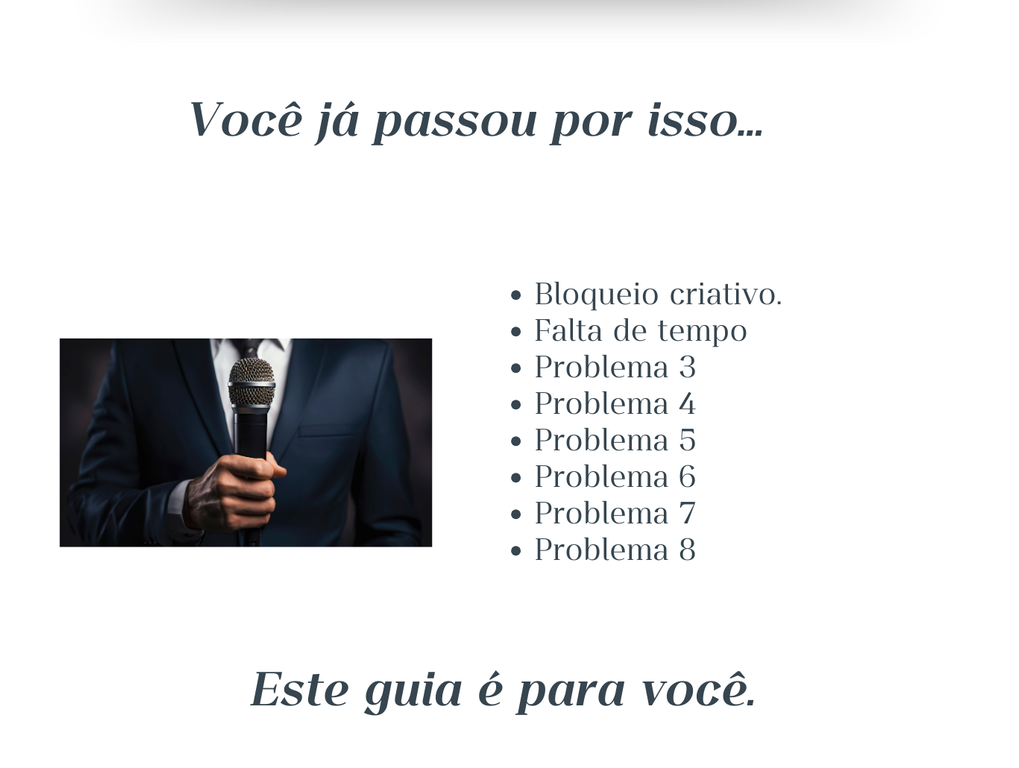 Você já passou por isso...
Bloqueio criativo.
Falta de tempo
Problema 3
Problema 4
Problema 5
Problema 6
Problema 7
Problema 8
Este guia é para você.